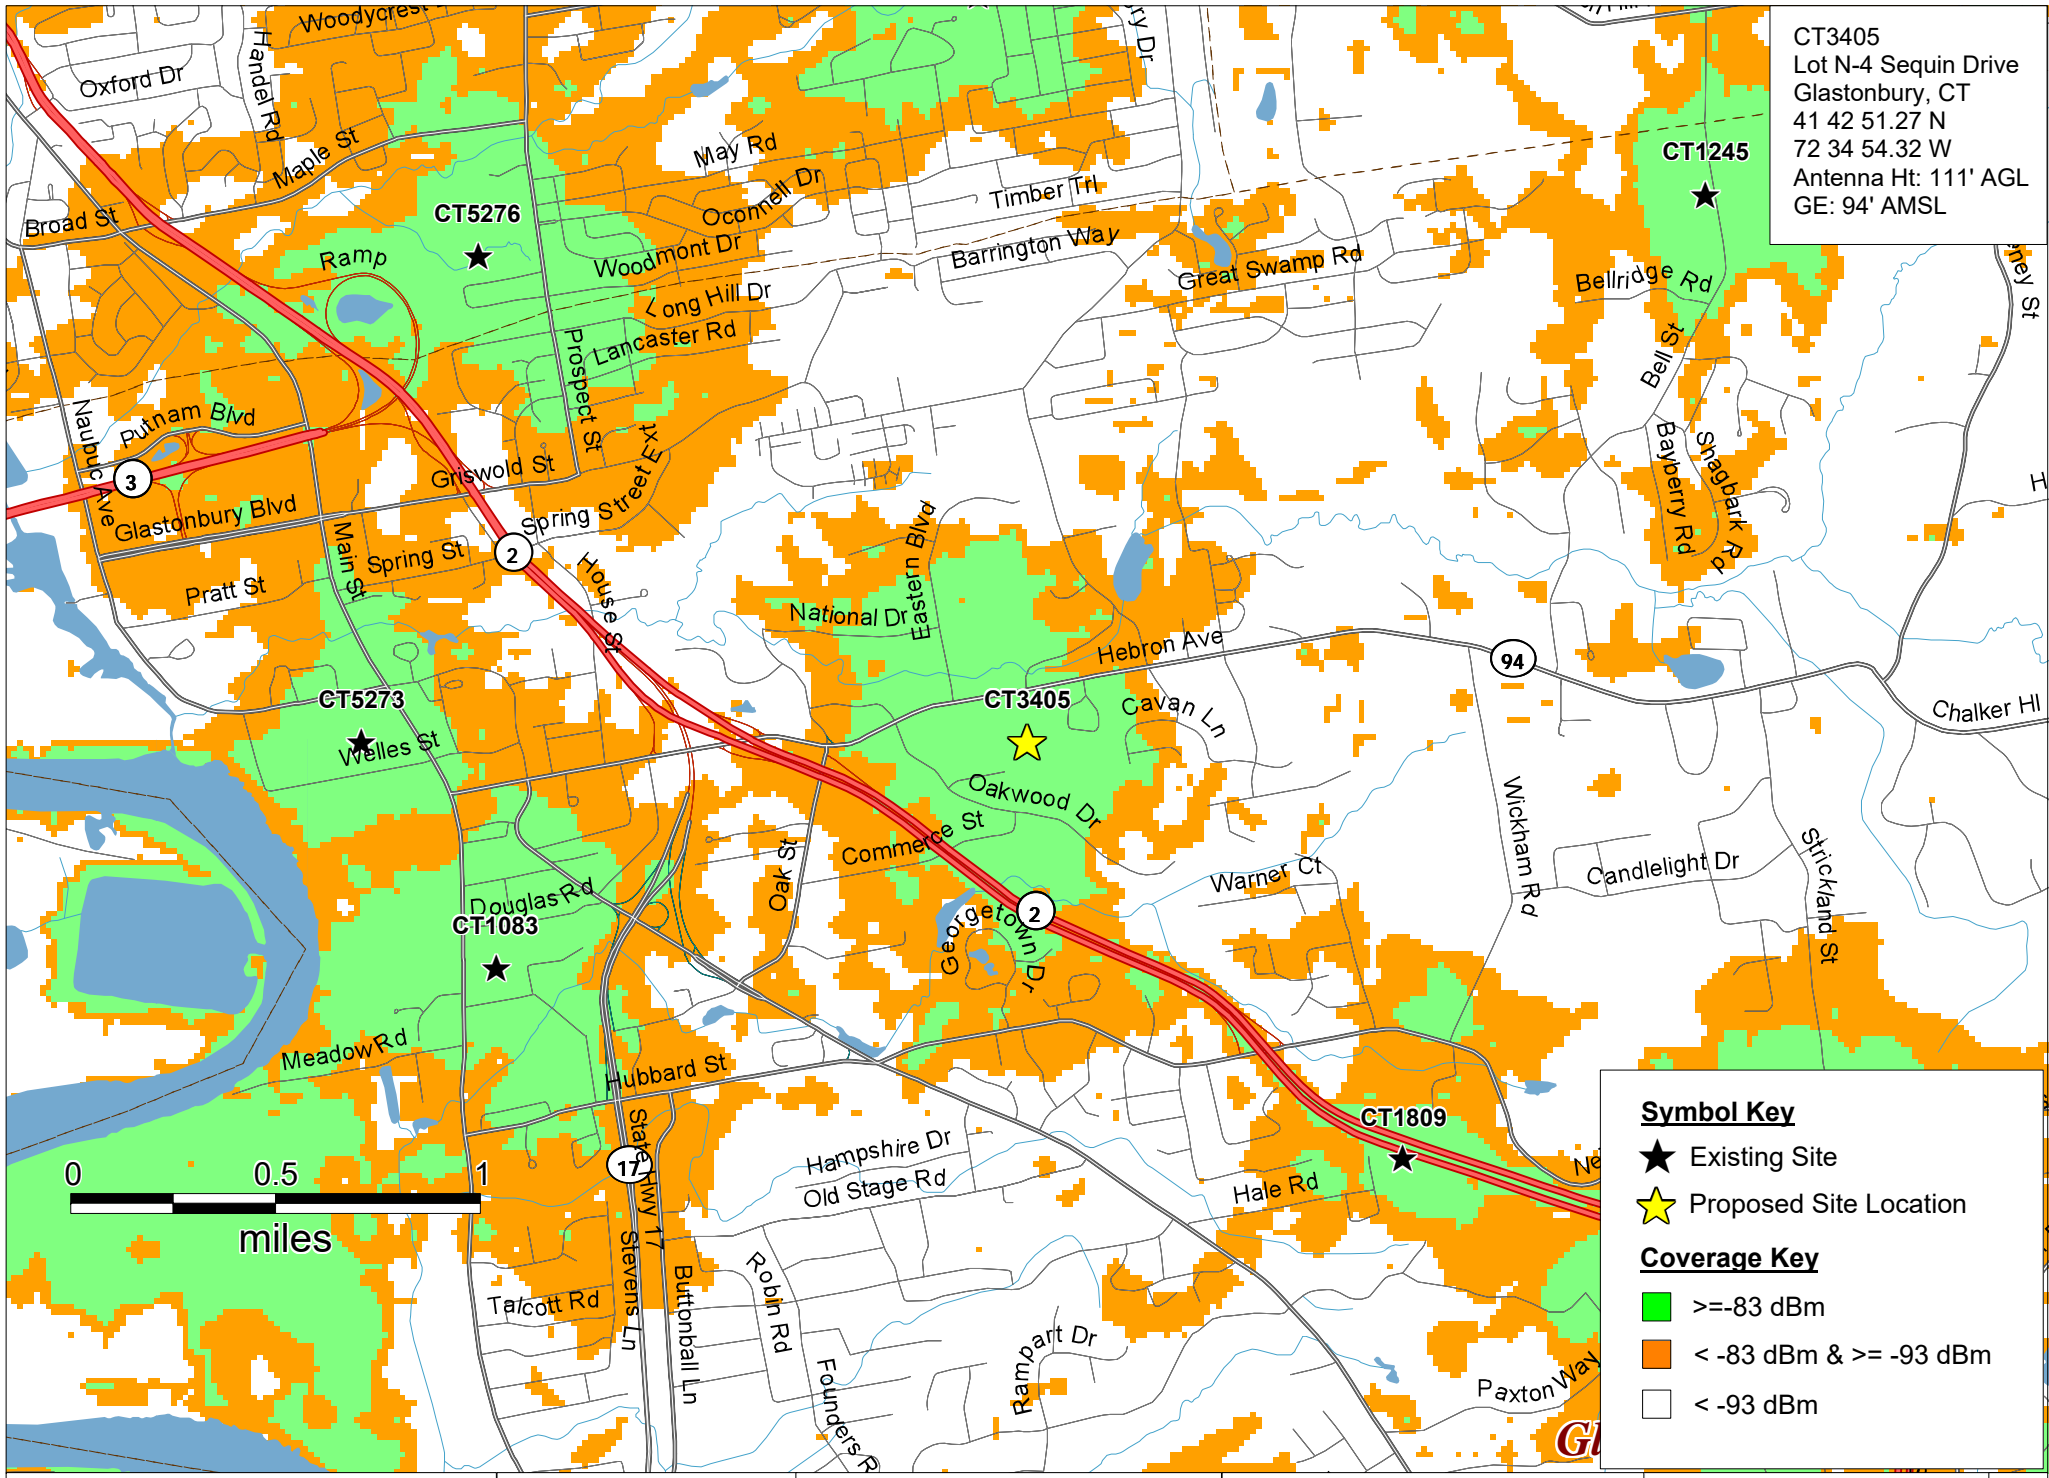 CT3405
Lot N-4 Sequin Drive
Glastonbury, CT
41 42 51.27 N
72 34 54.32 W
Antenna Ht: 111' AGL
GE: 94' AMSL
Oxford Dr
Handel Rd
Maple St
May Rd
CT1245
Broad St
CT5276
Oconnell Dr
Timber Trl
Ramp
Woodmont Dr
Barrington Way
Great Swamp Rd
Bellridge Rd
Long Hill Dr
Lancaster Rd
Prospect St
Bell St
Putnam Blvd
Naubuc Ave
3
Griswold St
Spring Street Ext
Glastonbury Blvd
Main St
Spring St
2
Pratt St
House St
Eastern Blvd
National Dr
Bayberry Rd
Shagbark Rd
Hebron Ave
94
CT5273
CT3405
Cavan Ln
Chalker Hl
Welles St
Oakwood Dr
Commerce St
Oak St
Warner Ct
Wickham Rd
Candlelight Dr
Strickland St
Douglas Rd
CT1083
Georgetown Dr
2
Meadow Rd
Hubbard St
CT1809
State Hwy 17
17
Hampshire Dr
Old Stage Rd
Hale Rd
0 0.5 1
miles
Stevens Ln
Buttonball Ln
Robin Rd
Talcott Rd
Rampart Dr
Paxton Way
Symbol Key
Existing Site
Proposed Site Location
Coverage Key
>=-83 dBm
< -83 dBm & >= -93 dBm
< -93 dBm